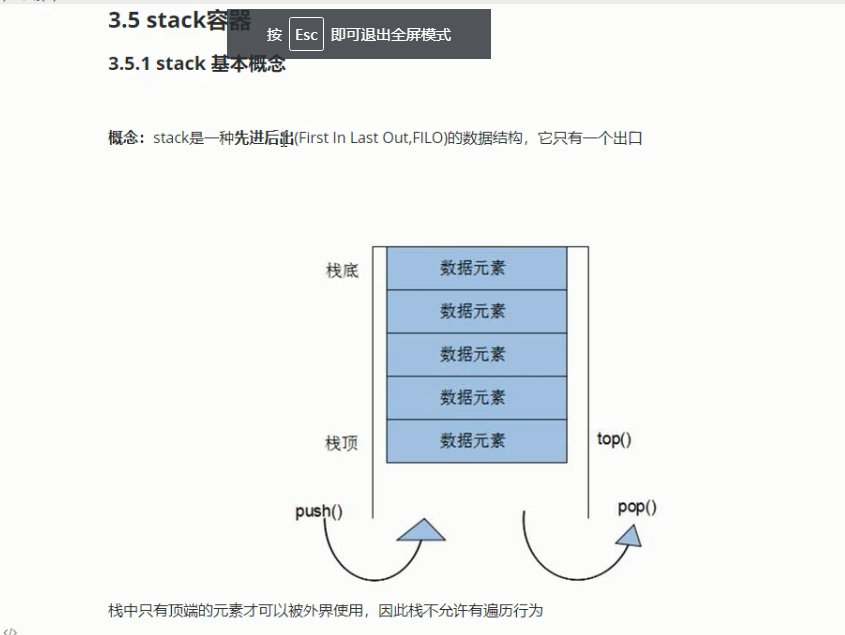 3.5 stack容器
按 Esc 即可退出全屏模式
3.5.1 stack 基本概念
概念：stack是一种先进后出(First In Last Out,FILO)的数据结构，它只有一个出口
栈底 数据元素
数据元素
数据元素
数据元素
栈顶 数据元素 top()
push() pop()
栈中只有顶端的元素才可以被外界使用，因此栈不允许有遍历行为